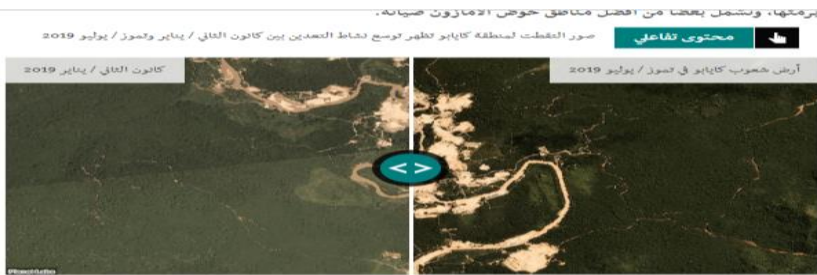 برمتها، وتشمل بعضا من أفضل مناطق حوض الأمازون صيانة.
محتوى تفاعلي
صور التقطت لمنطقة كايابو تظهر توسع نشاط التعدين بين كانون الثاني / يناير وتموز / يوليو 2019
أرض شعوب كايابو في تموز / يوليو 2019
كانون الثاني / يناير 2019